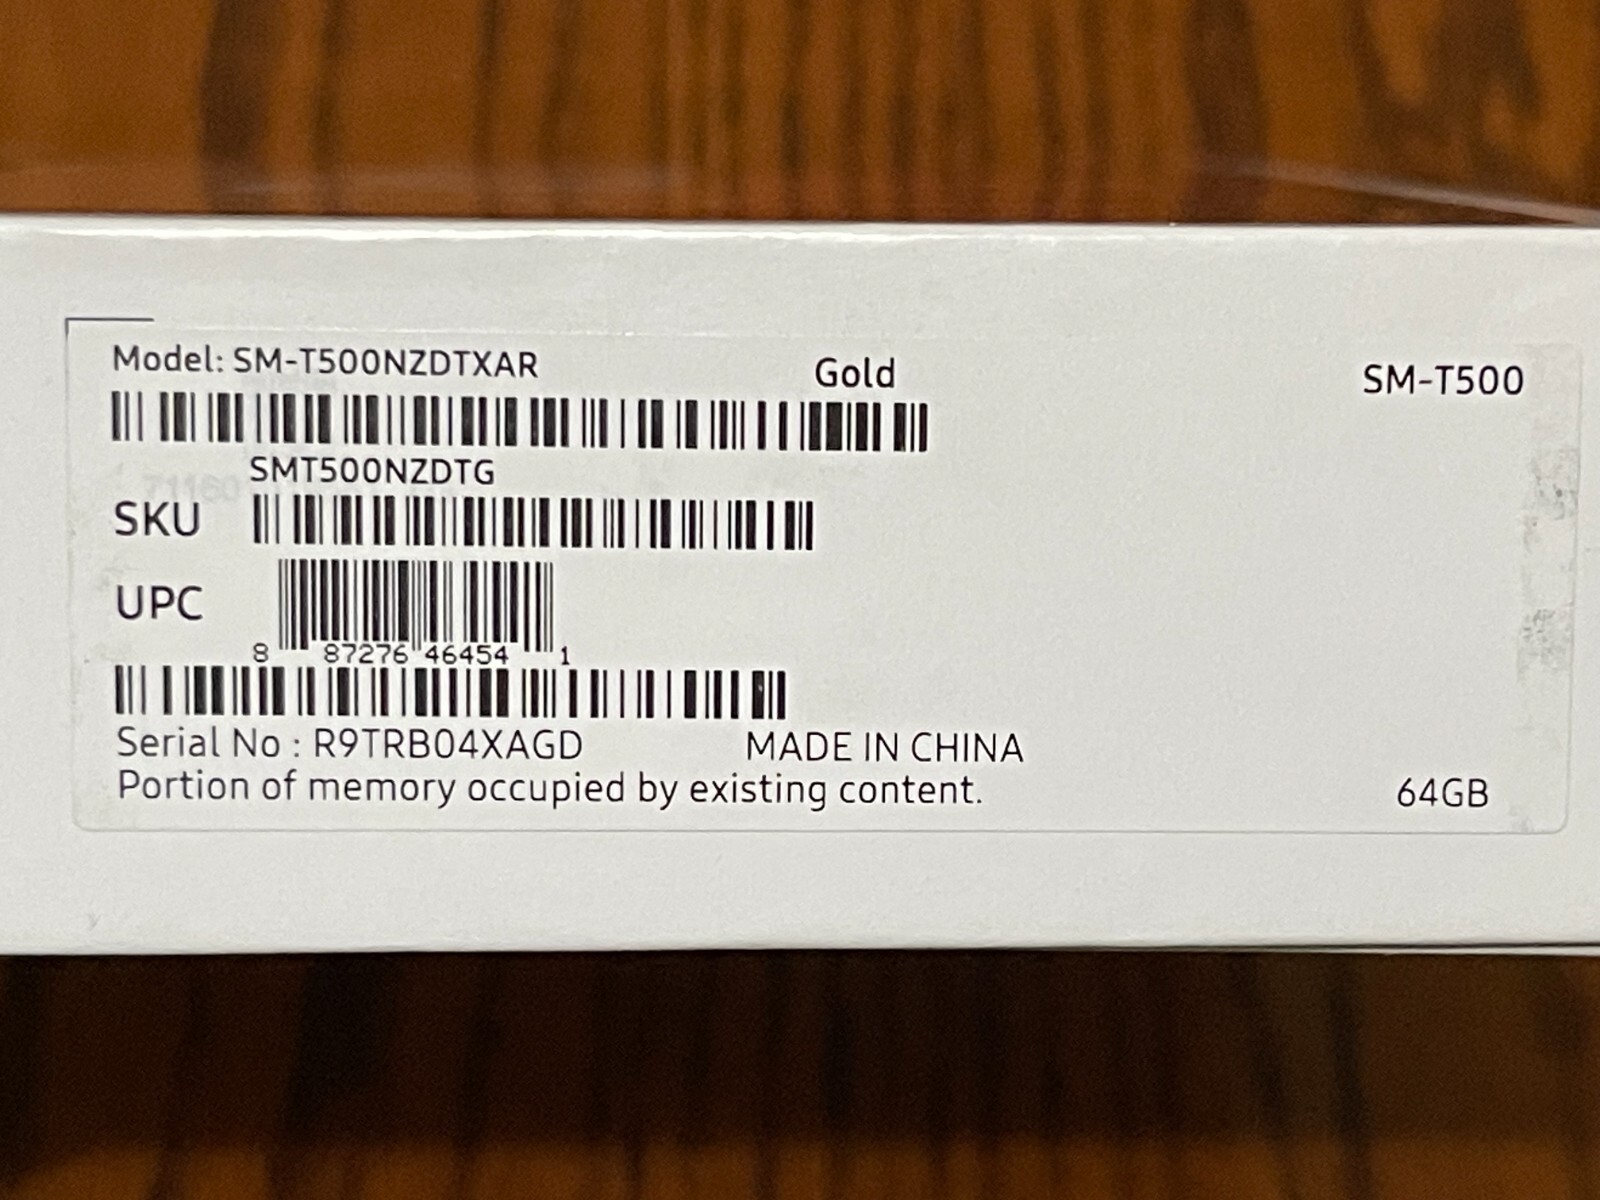 Model: SM-T500NZDTXAR Gold SM-T500
SMT500NZDTG
SKU
UPC
8 87276 46454 1
Serial No : R9TRB04XAGD MADE IN CHINA
Portion of memory occupied by existing content. 64GB